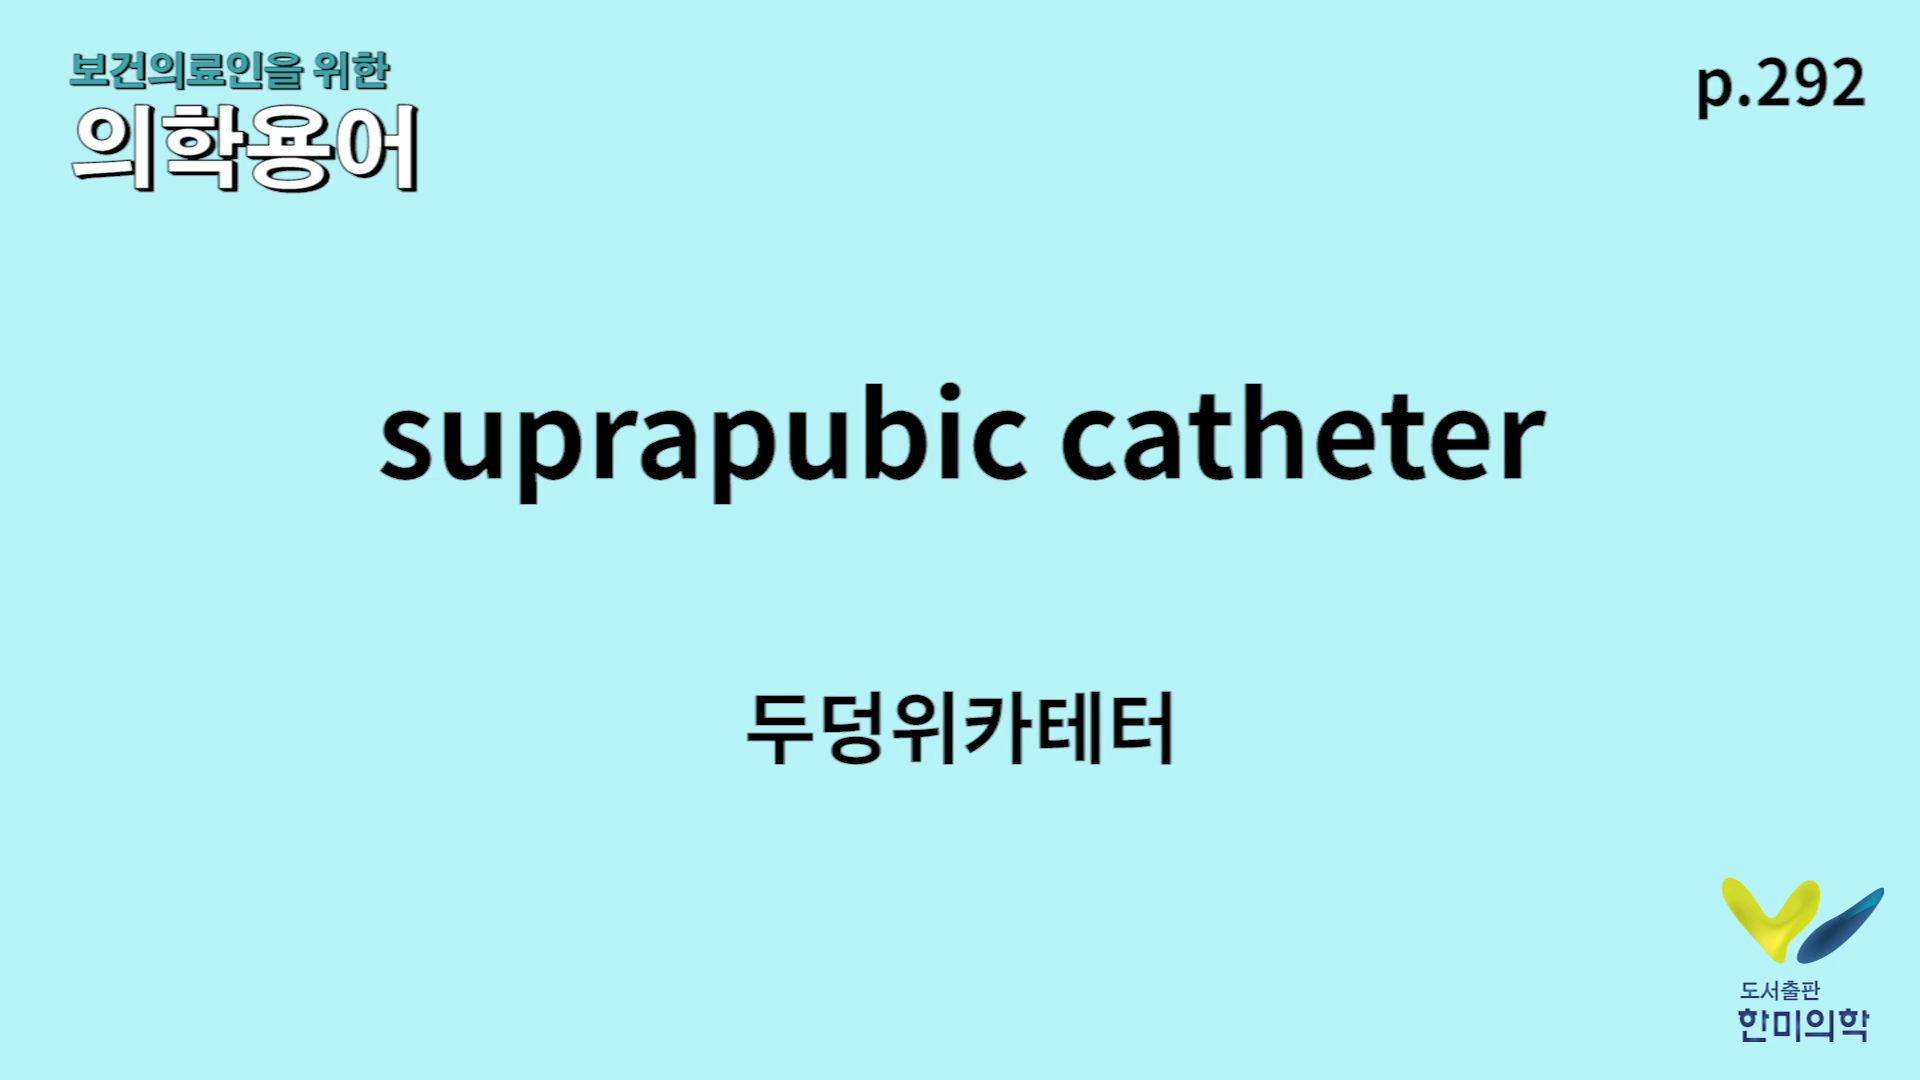 보건의료인을 위한
의학용어
p.292
suprapubic catheter
두덩위카테터
도서출판
한미의학